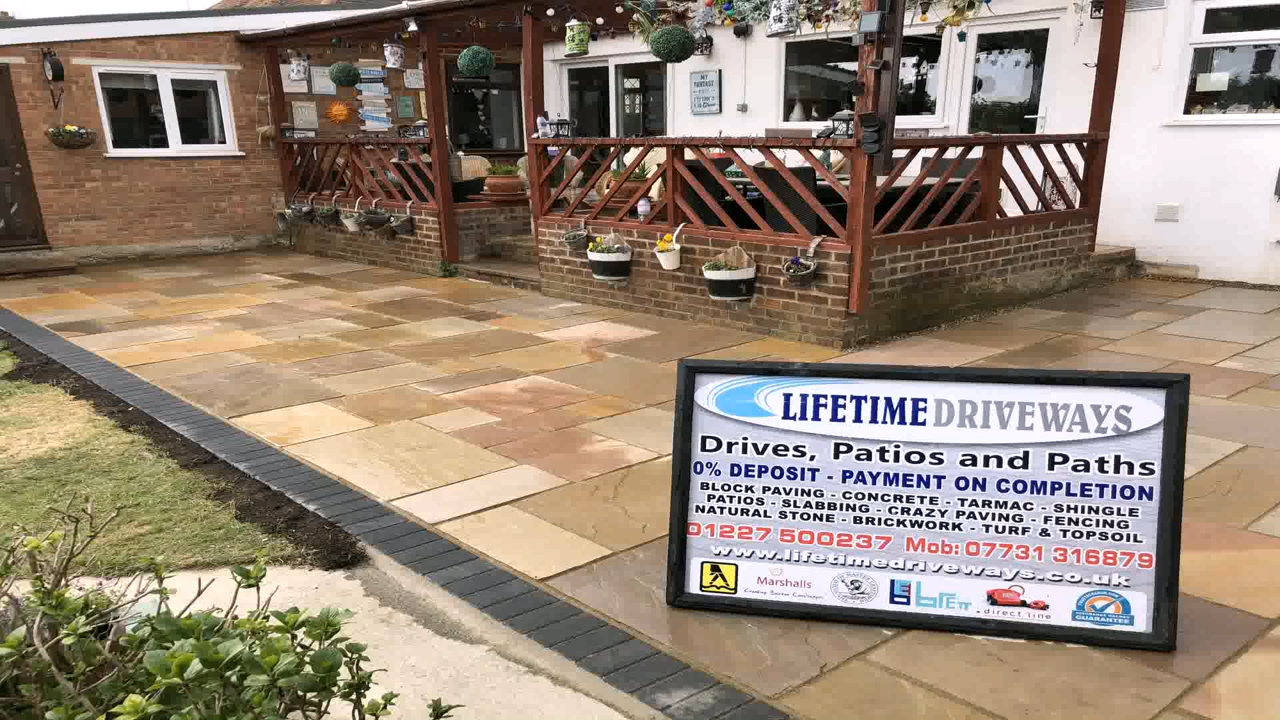 LIFETIME DRIVEWAYS
Drives, Patios and Paths
0% DEPOSIT - PAYMENT ON COMPLETION
BLOCK PAVING - CONCRETE - TARMAC - SHINGLE
PATIOS - SLABBING - CRAZY PAVING - FENCING
NATURAL STONE - BRICKWORK - TURF & TOPSOIL
01227 500237 Mob: 07731 316879
www.lifetimedriveways.co.uk
Marshalls
brett
direct line
GUARANTEE